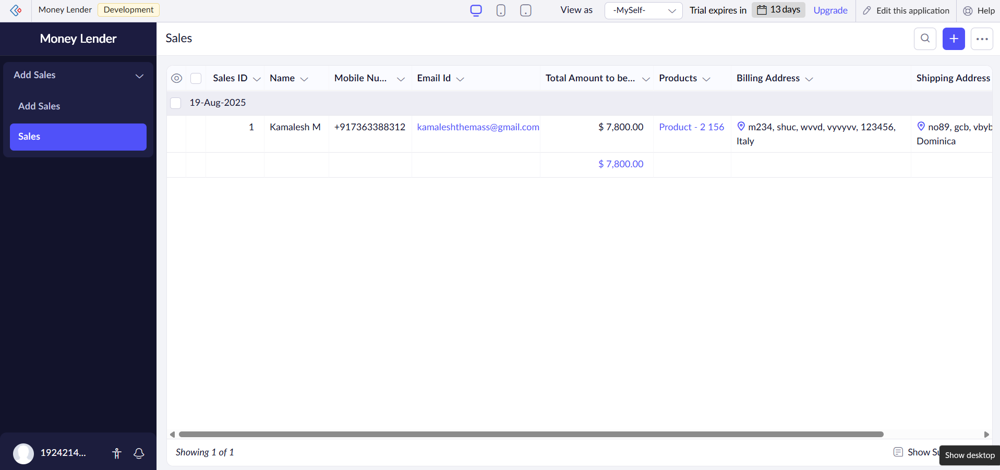 Money Lender Development View as -MySelf- Trial expires in 13 days Upgrade Edit this application Help
Money Lender
Sales
Add Sales
Add Sales
Sales
Sales ID Name Mobile Nu... Email Id Total Amount to be... Products Billing Address Shipping Address
19-Aug-2025
1 Kamalesh M +917363388312 kamaleshthemass@gmail.com $ 7,800.00 Product - 2 156 m234, shuc, wvvd, vyvyvv, 123456, no89, gcb, vbyb
Italy Dominica
$ 7,800.00
1924214...
Showing 1 of 1 Show Su
Show desktop